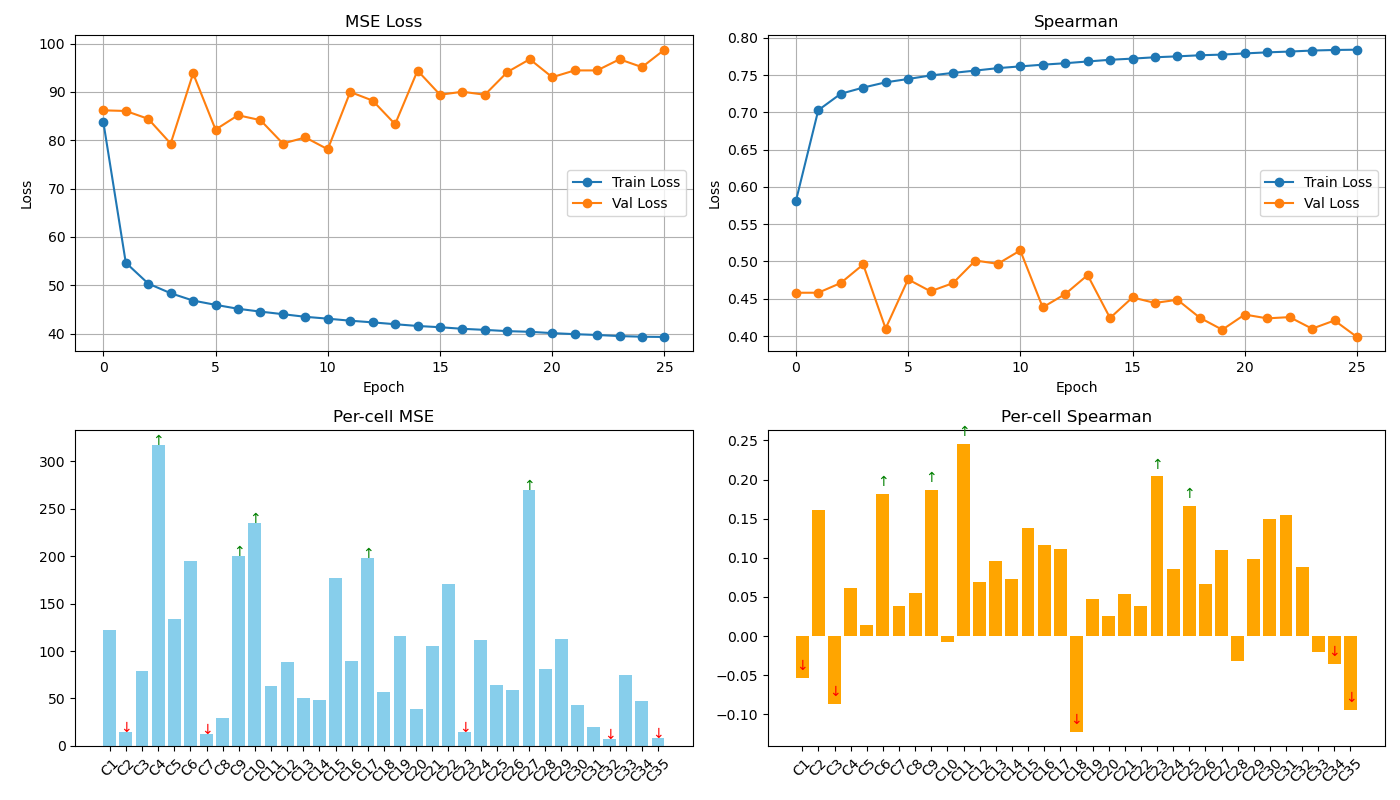 MSE Loss
Loss
100
90
80
70
60
50
40
Train Loss
Val Loss
0 5 10 15 20 25
Epoch
Spearman
Loss
0.80
0.75
0.70
0.65
0.60
0.55
0.50
0.45
0.40
Train Loss
Val Loss
0 5 10 15 20 25
Epoch
Per-cell MSE
300
250
200
150
100
50
0
↑ ↑ ↑ ↑ ↑
↓ ↓ ↓ ↓ ↓
C1 C2 C3 C4 C5 C6 C7 C8 C9 C10 C11 C12 C13 C14 C15 C16 C17 C18 C19 C20 C21 C22 C23 C24 C25 C26 C27 C28 C29 C30 C31 C32 C33 C34 C35
Per-cell Spearman
0.25
0.20
0.15
0.10
0.05
0.00
−0.05
−0.10
↑ ↑ ↑ ↑ ↑
↓ ↓ ↓ ↓ ↓
C1 C2 C3 C4 C5 C6 C7 C8 C9 C10 C11 C12 C13 C14 C15 C16 C17 C18 C19 C20 C21 C22 C23 C24 C25 C26 C27 C28 C29 C30 C31 C32 C33 C34 C35